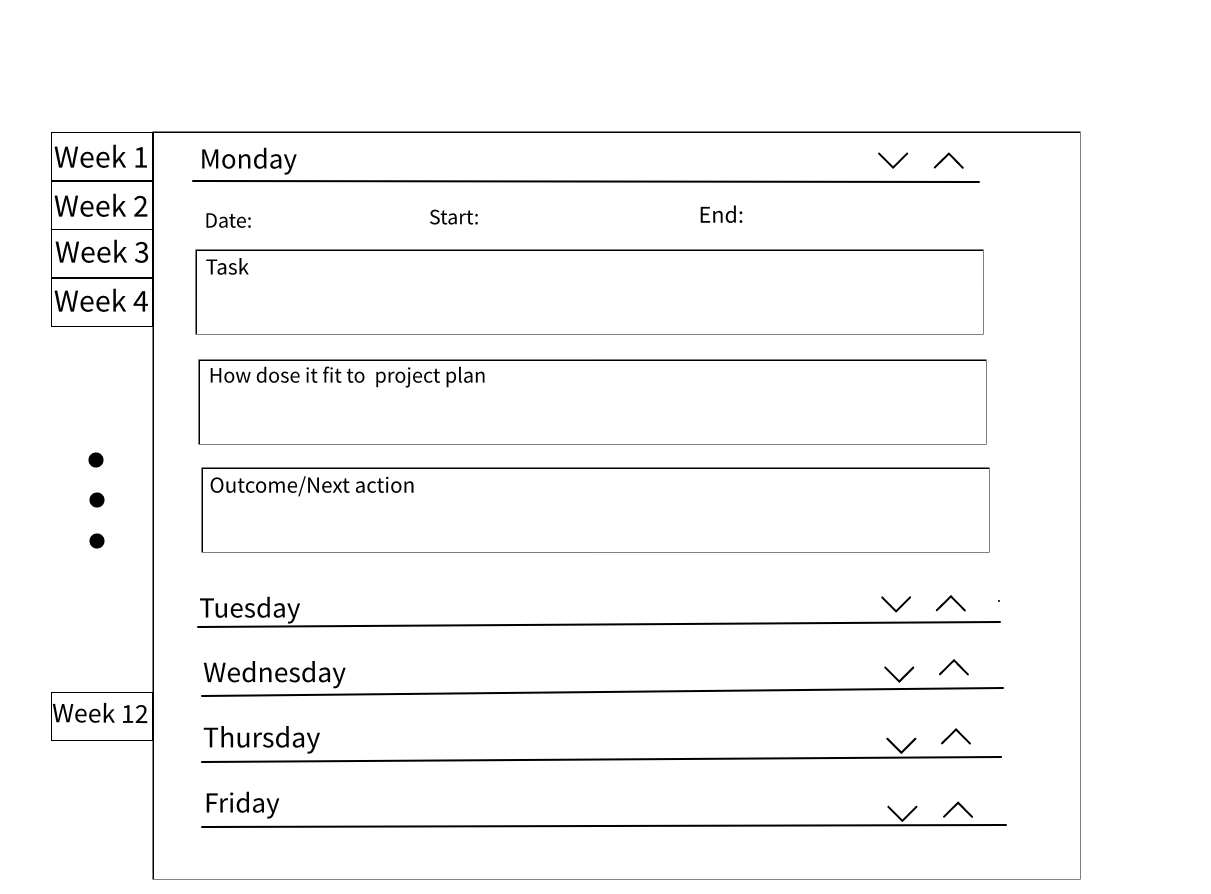 Week 1
Week 2
Week 3
Week 4
Week 12
Monday
Date: Start: End:
Task
How dose it fit to project plan
Outcome/Next action
Tuesday
Wednesday
Thursday
Friday